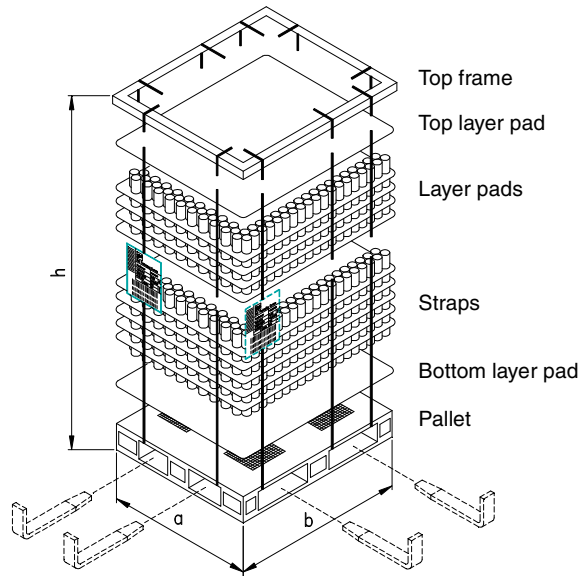 Top frame
Top layer pad
Layer pads
h
Straps
Bottom layer pad
Pallet
a
b